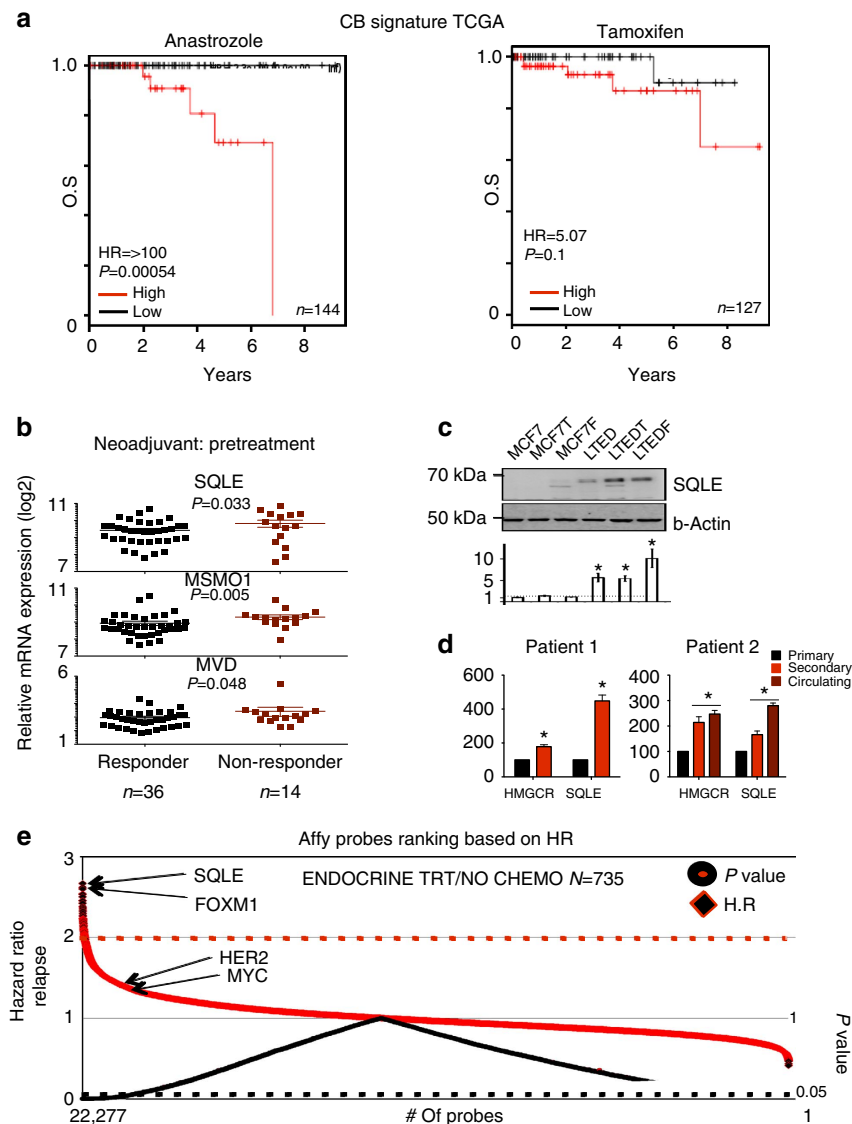 a
CB signature TCGA
Anastrozole
1.0
O.S
HR=>100
P=0.00054
High
Low
n=144
0
0 2 4 6 8
Years
Tamoxifen
1.0
O.S
HR=5.07
P=0.1
High
Low
n=127
0
0 2 4 6 8
Years
b
Neoadjuvant: pretreatment
Relative mRNA expression (log2)
SQLE
P=0.033
11
7
MSMO1
P=0.005
11
7
MVD
P=0.048
6
1
Responder Non-responder
n=36 n=14
c
MCF7 MCF7T MCF7F LTED LTEDT LTEDF
70 kDa
SQLE
50 kDa
b-Actin
10
5
1
* * *
d
Patient 1
600
400
200
0
* *
HMGCR SQLE
Patient 2
400
300
200
100
0
* *
HMGCR SQLE
Primary
Secondary
Circulating
e
Affy probes ranking based on HR
3
2
1
0
Hazard ratio
relapse
SQLE
FOXM1
HER2
MYC
ENDOCRINE TRT/NO CHEMO N=735
P value
H.R
1
0.05
P value
22,277 # Of probes 1